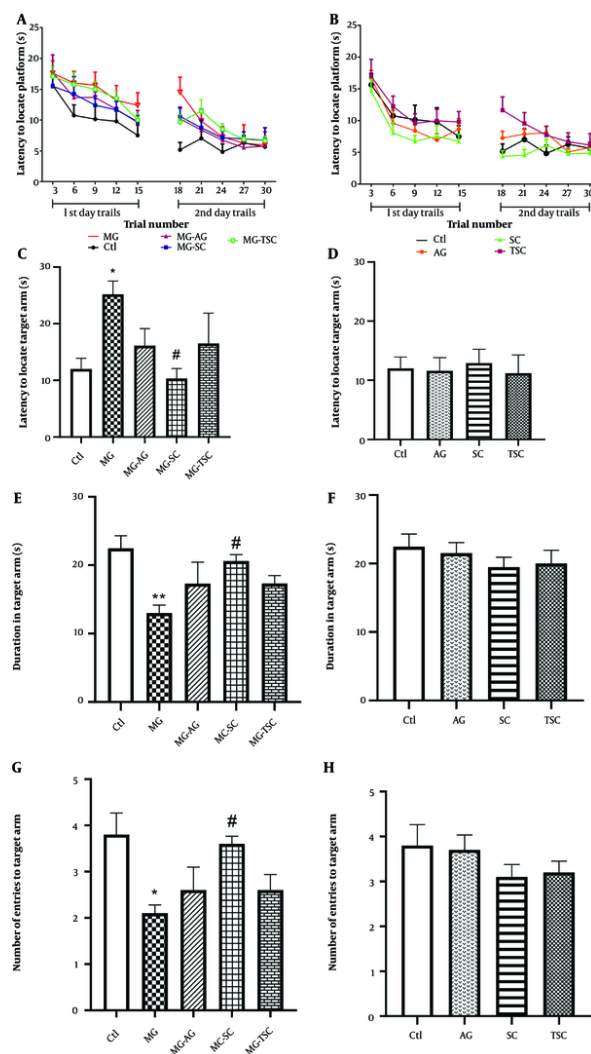 A
Latency to locate platform (s)
25
20
15
10
5
0
3 6 9 12 15 18 21 24 27 30
1 st day trails 2nd day trails
Trial number
MG
Ctl
MG-AG
MG-SC
MG-TSC
B
Latency to locate platform (s)
25
20
15
10
5
0
3 6 9 12 15 18 21 24 27 30
1 st day trails 2nd day trails
Trial number
Ctl
AG
SC
TSC
C
Latency to locate target arm (s)
30
20
10
0
*
#
Ctl MG MG-AG MG-SC MG-TSC
D
Latency to locate target arm (s)
30
20
10
0
Ctl AG SC TSC
E
Duration in target arm (s)
30
20
10
0
**
#
Ctl MG MG-AG MC-SC MG-TSC
F
Duration in target arm (s)
30
20
10
0
Ctl AG SC TSC
G
Number of entries to target arm
5
4
3
2
1
0
*
#
Ctl MG MG-AG MC-SC MG-TSC
H
Number of entries to target arm
5
4
3
2
1
0
Ctl AG SC TSC